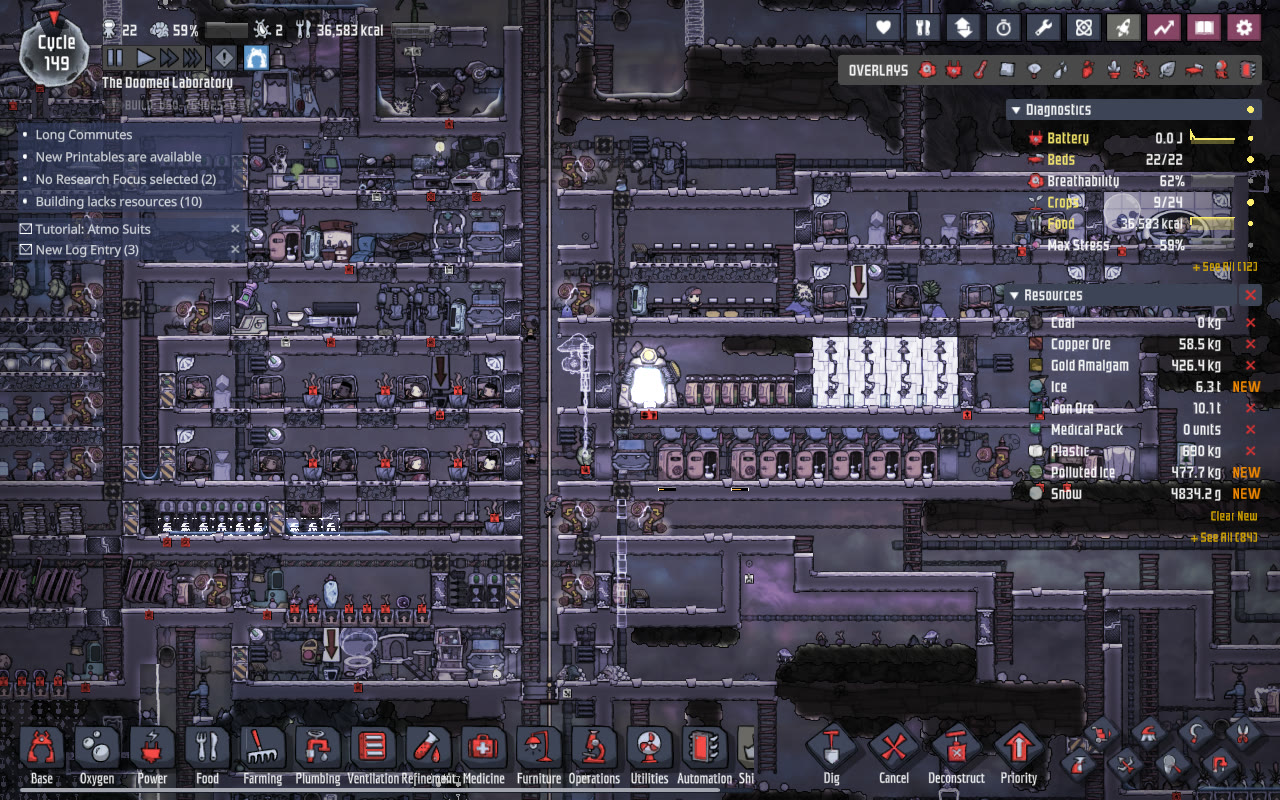 Cycle
149
22
59%
2
36,583 kcal
The Doomed Laboratory
Long Commutes
New Printables are available
No Research Focus selected (2)
Building lacks resources (10)
Tutorial: Atmo Suits
New Log Entry (3)
OVERLAYS
Diagnostics
Battery 0.0 J
Beds 22/22
Breathability 62%
Crops 9/24
Food 36,583 kcal
Max Stress 59%
+ See All (12)
Resources
Coal 0 kg
Copper Ore 58.5 kg
Gold Amalgam 426.4 kg
Ice 6.3 t NEW
Iron Ore 10.1 t
Medical Pack 0 units
Plastic 690 kg
Polluted Ice 477.7 kg NEW
Snow 4834.2 g NEW
Clear New
+ See All (84)
Base
Oxygen
Power
Food
Farming
Plumbing
Ventilation
Refinement
Medicine
Furniture
Operations
Utilities
Automation
Shi
Dig
Cancel
Deconstruct
Priority